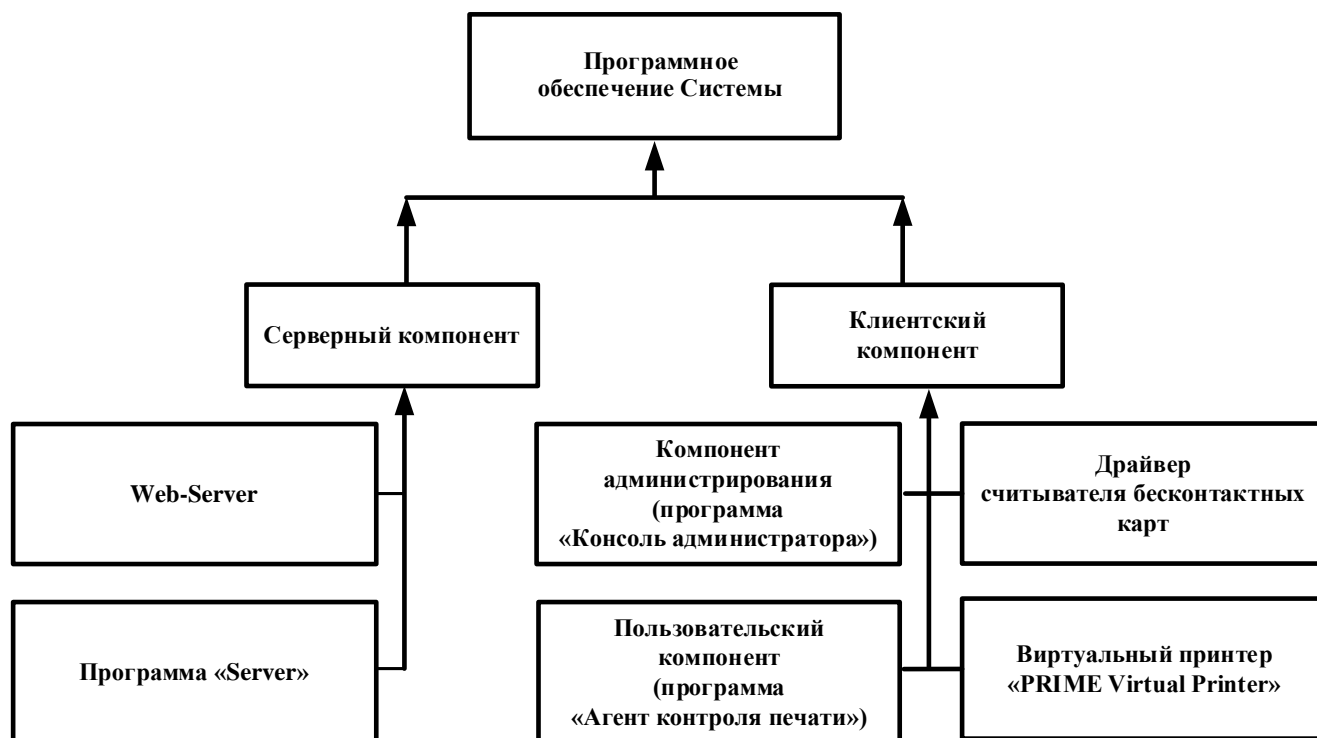 Программное
обеспечение Системы
Серверный компонент
Клиентский
компонент
Web-Server
Компонент
администрирования
(программа
«Консоль администратора»)
Драйвер
считывателя бесконтактных
карт
Программа «Server»
Пользовательский
компонент
(программа
«Агент контроля печати»)
Виртуальный принтер
«PRIME Virtual Printer»